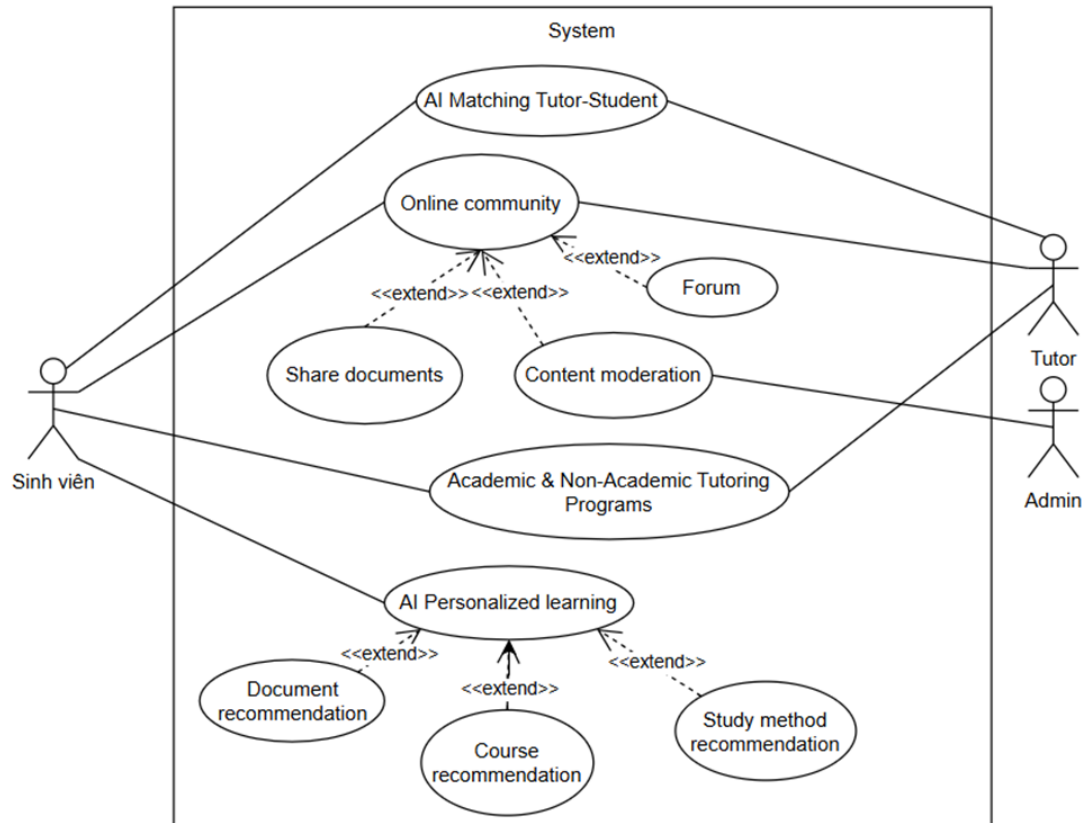 System
AI Matching Tutor-Student
Online community
<<extend>>
Forum
<<extend>>
<<extend>>
Share documents
Content moderation
Tutor
Sinh viên
Academic & Non-Academic Tutoring
Programs
Admin
AI Personalized learning
<<extend>>
<<extend>>
<<extend>>
Document
recommendation
Course
recommendation
Study method
recommendation